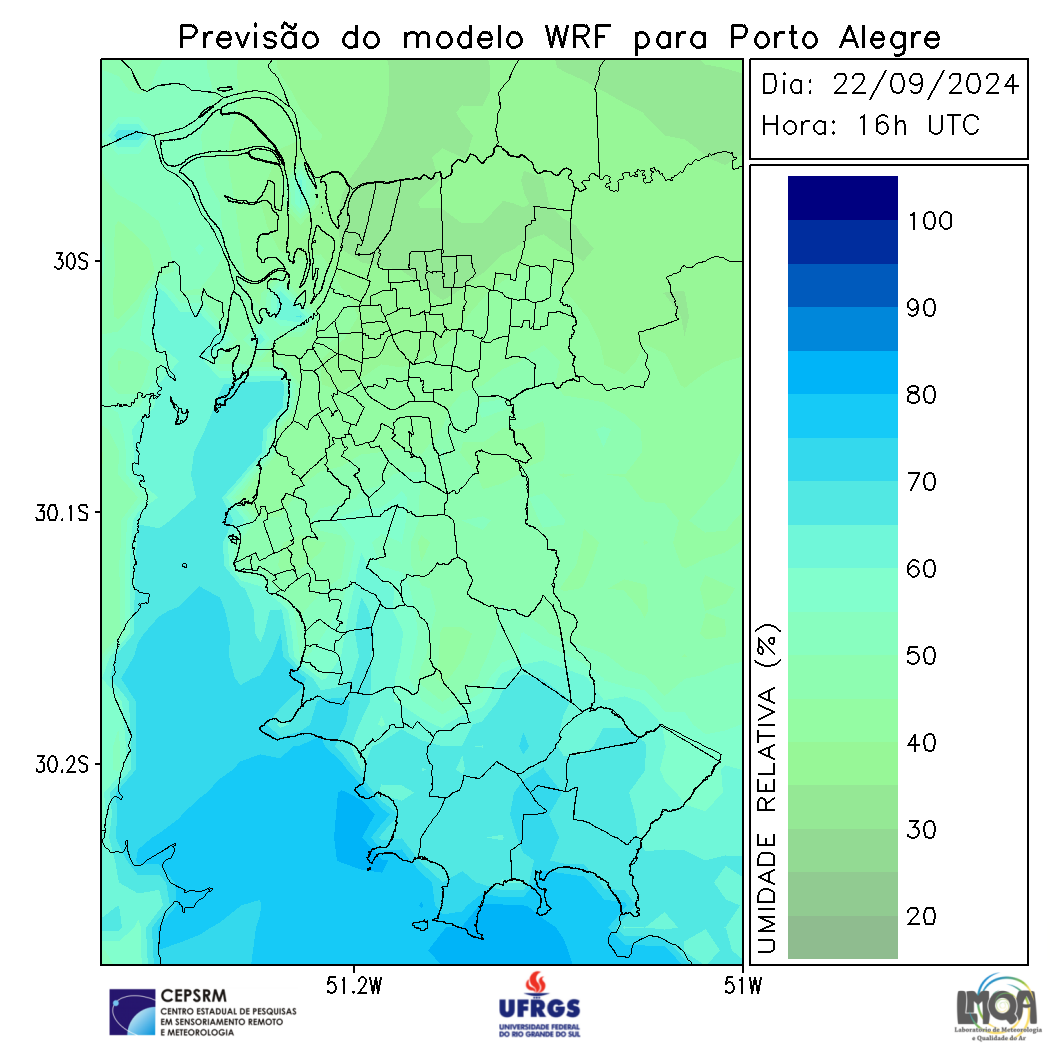 Previsão do modelo WRF para Porto Alegre
Dia: 22/09/2024
Hora: 16h UTC
100
90
80
70
60
50
40
30
20
UMIDADE RELATIVA (%)
30S
30.1S
30.2S
51.2W
51W
CEPSRM
CENTRO ESTADUAL DE PESQUISAS
EM SENSORIAMENTO REMOTO
E METEOROLOGIA
UFRGS
UNIVERSIDADE FEDERAL
DO RIO GRANDE DO SUL
LMQA
Laboratório de Meteorologia
e Qualidade do Ar